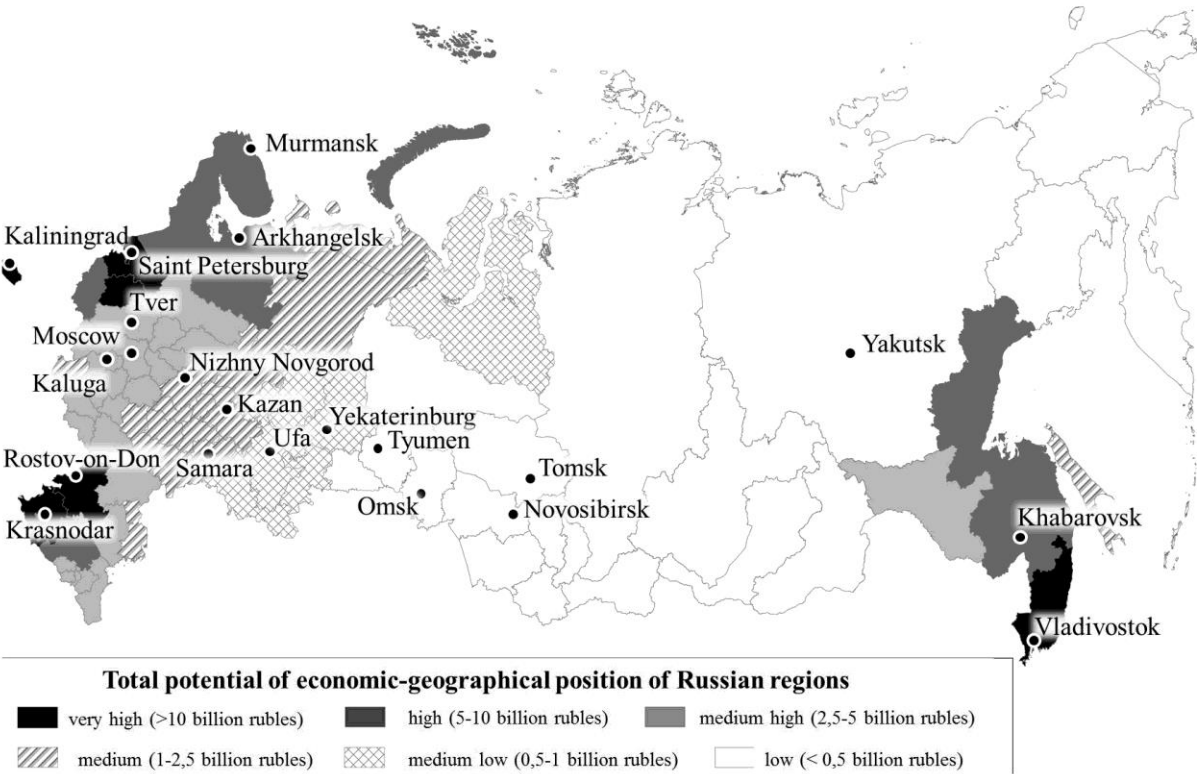 Murmansk
Kaliningrad
Arkhangelsk
Saint Petersburg
Tver
Moscow
Nizhny Novgorod
Yakutsk
Kaluga
Kazan
Yekaterinburg
Ufa
Tyumen
Rostov-on-Don
Samara
Tomsk
Omsk
Novosibirsk
Krasnodar
Khabarovsk
Vladivostok
Total potential of economic-geographical position of Russian regions
very high (>10 billion rubles) high (5-10 billion rubles) medium high (2,5-5 billion rubles)
medium (1-2,5 billion rubles) medium low (0,5-1 billion rubles) low (< 0,5 billion rubles)